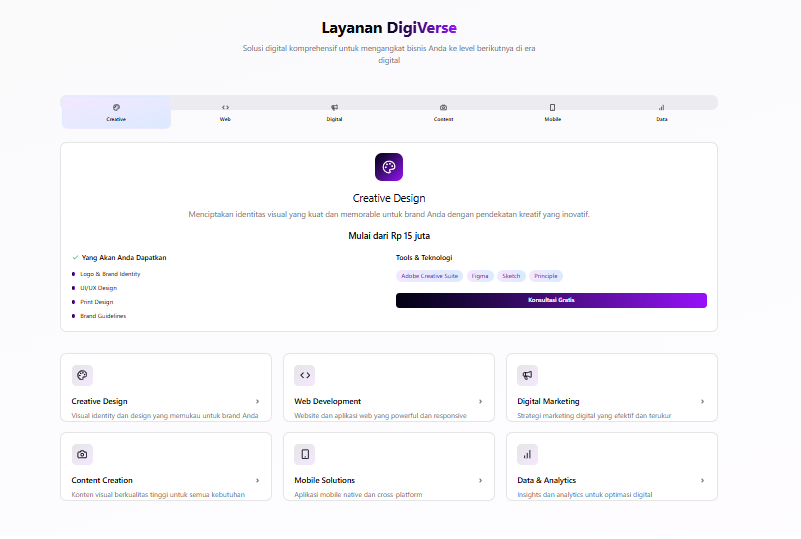 Layanan DigiVerse
Solusi digital komprehensif untuk mengangkat bisnis Anda ke level berikutnya di era
digital
Creative
Web
Digital
Content
Mobile
Data
Creative Design
Menciptakan identitas visual yang kuat dan memorable untuk brand Anda dengan pendekatan kreatif yang inovatif.
Mulai dari Rp 15 juta
Yang Akan Anda Dapatkan
Logo & Brand Identity
UI/UX Design
Print Design
Brand Guidelines
Tools & Teknologi
Adobe Creative Suite
Figma
Sketch
Principle
Konsultasi Gratis
Creative Design
Visual identity dan design yang memukau untuk brand Anda
Web Development
Website dan aplikasi web yang powerful dan responsive
Digital Marketing
Strategi marketing digital yang efektif dan terukur
Content Creation
Konten visual berkualitas tinggi untuk semua kebutuhan
Mobile Solutions
Aplikasi mobile native dan cross-platform
Data & Analytics
Insights dan analytics untuk optimasi digital